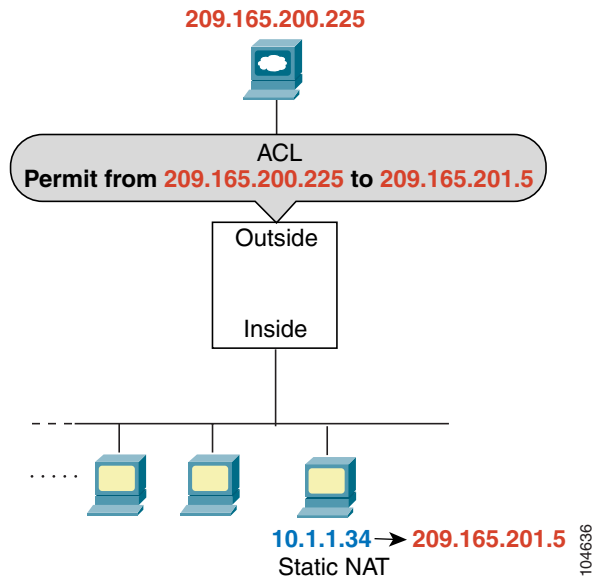 209.165.200.225
ACL
Permit from 209.165.200.225 to 209.165.201.5
Outside
Inside
10.1.1.34 → 209.165.201.5
Static NAT
104636